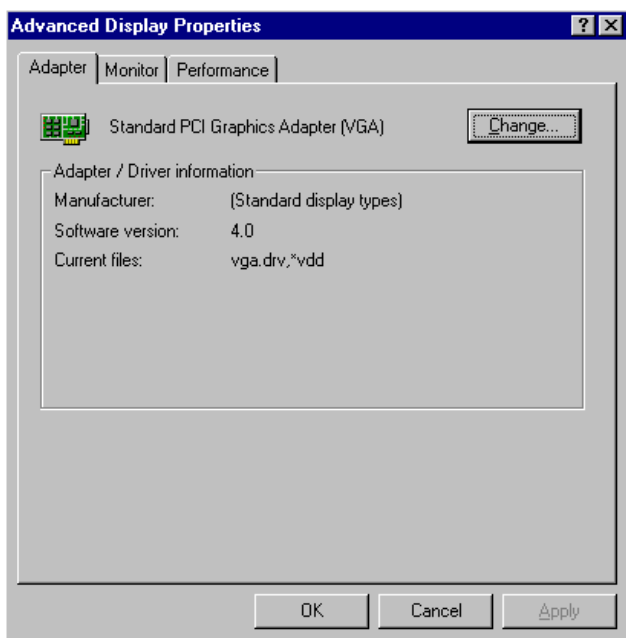 Advanced Display Properties
Adapter Monitor Performance
Standard PCI Graphics Adapter (VGA) Change...
Adapter / Driver information
Manufacturer: (Standard display types)
Software version: 4.0
Current files: vga.drv,*vdd
OK Cancel Apply